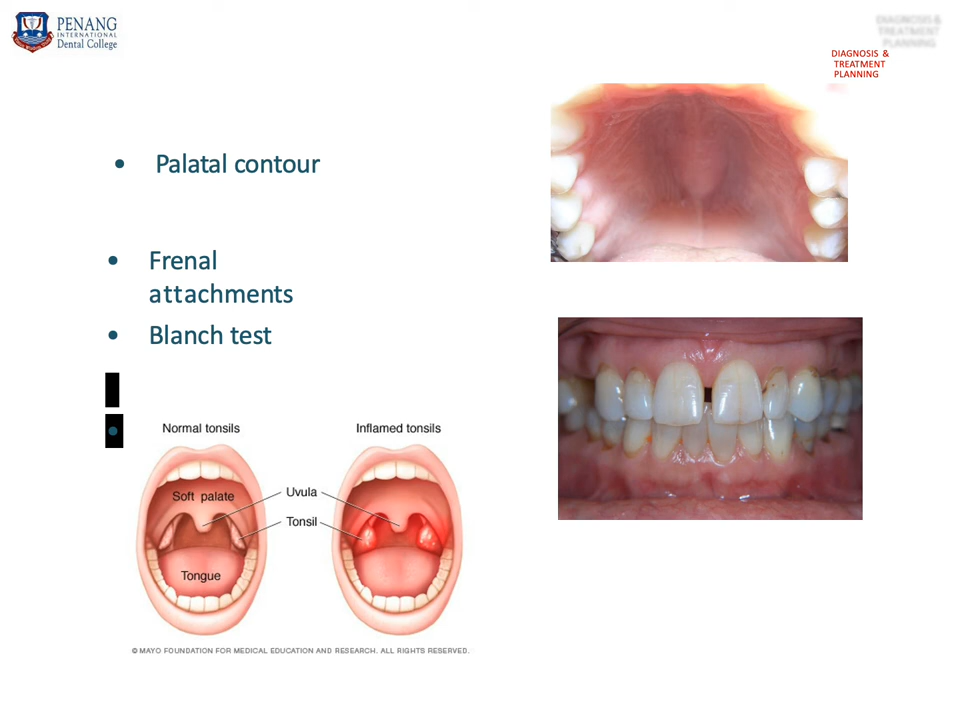 PENANG
INTERNATIONAL
Dental College
DIAGNOSIS &
TREATMENT
PLANNING
DIAGNOSIS &
TREATMENT
PLANNING
• Palatal contour
• Frenal
attachments
• Blanch test
•
Normal tonsils
Inflamed tonsils
Soft palate
Uvula
Tonsil
Tongue
© MAYO FOUNDATION FOR MEDICAL EDUCATION AND RESEARCH. ALL RIGHTS RESERVED.